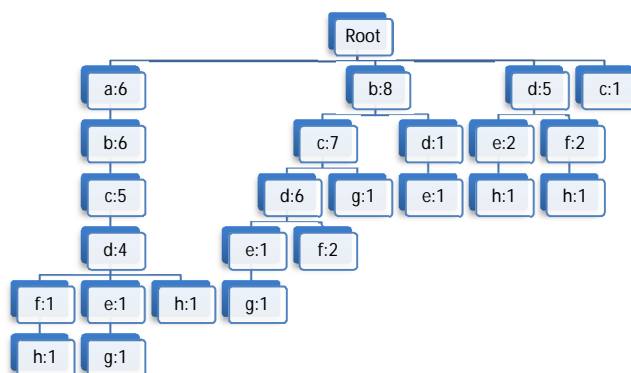 Root
a:6 b:8 d:5 c:1
b:6 c:7 d:1 e:2 f:2
c:5 d:6 g:1 e:1 h:1 h:1
d:4 e:1 f:2
f:1 e:1 h:1 g:1
h:1 g:1